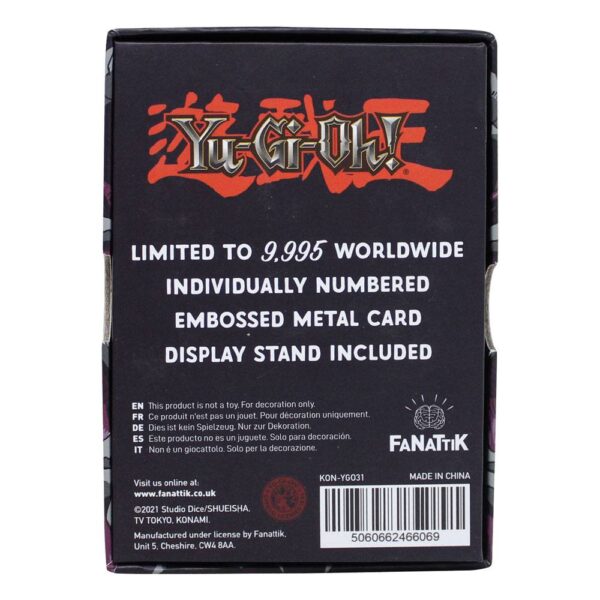 遊戯王
Yu-Gi-Oh!
®
LIMITED TO 9,995 WORLDWIDE
INDIVIDUALLY NUMBERED
EMBOSSED METAL CARD
DISPLAY STAND INCLUDED
EN This product is not a toy. For decoration only.
FR Ce produit n'est pas un jouet. Pour décoration uniquement.
DE Dies ist kein Spielzeug. Nur zur Dekoration.
ES Este producto no es un juguete. Solo para decoración.
IT Non è un giocattolo. Solo per la decorazione.
FANATTIK
Visit us online at:
www.fanattik.co.uk
©2021 Studio Dice/SHUEISHA,
TV TOKYO, KONAMI.
Manufactured under license by Fanattik,
Unit 5, Cheshire, CW4 8AA.
KON-YGO31 MADE IN CHINA
5060662466069